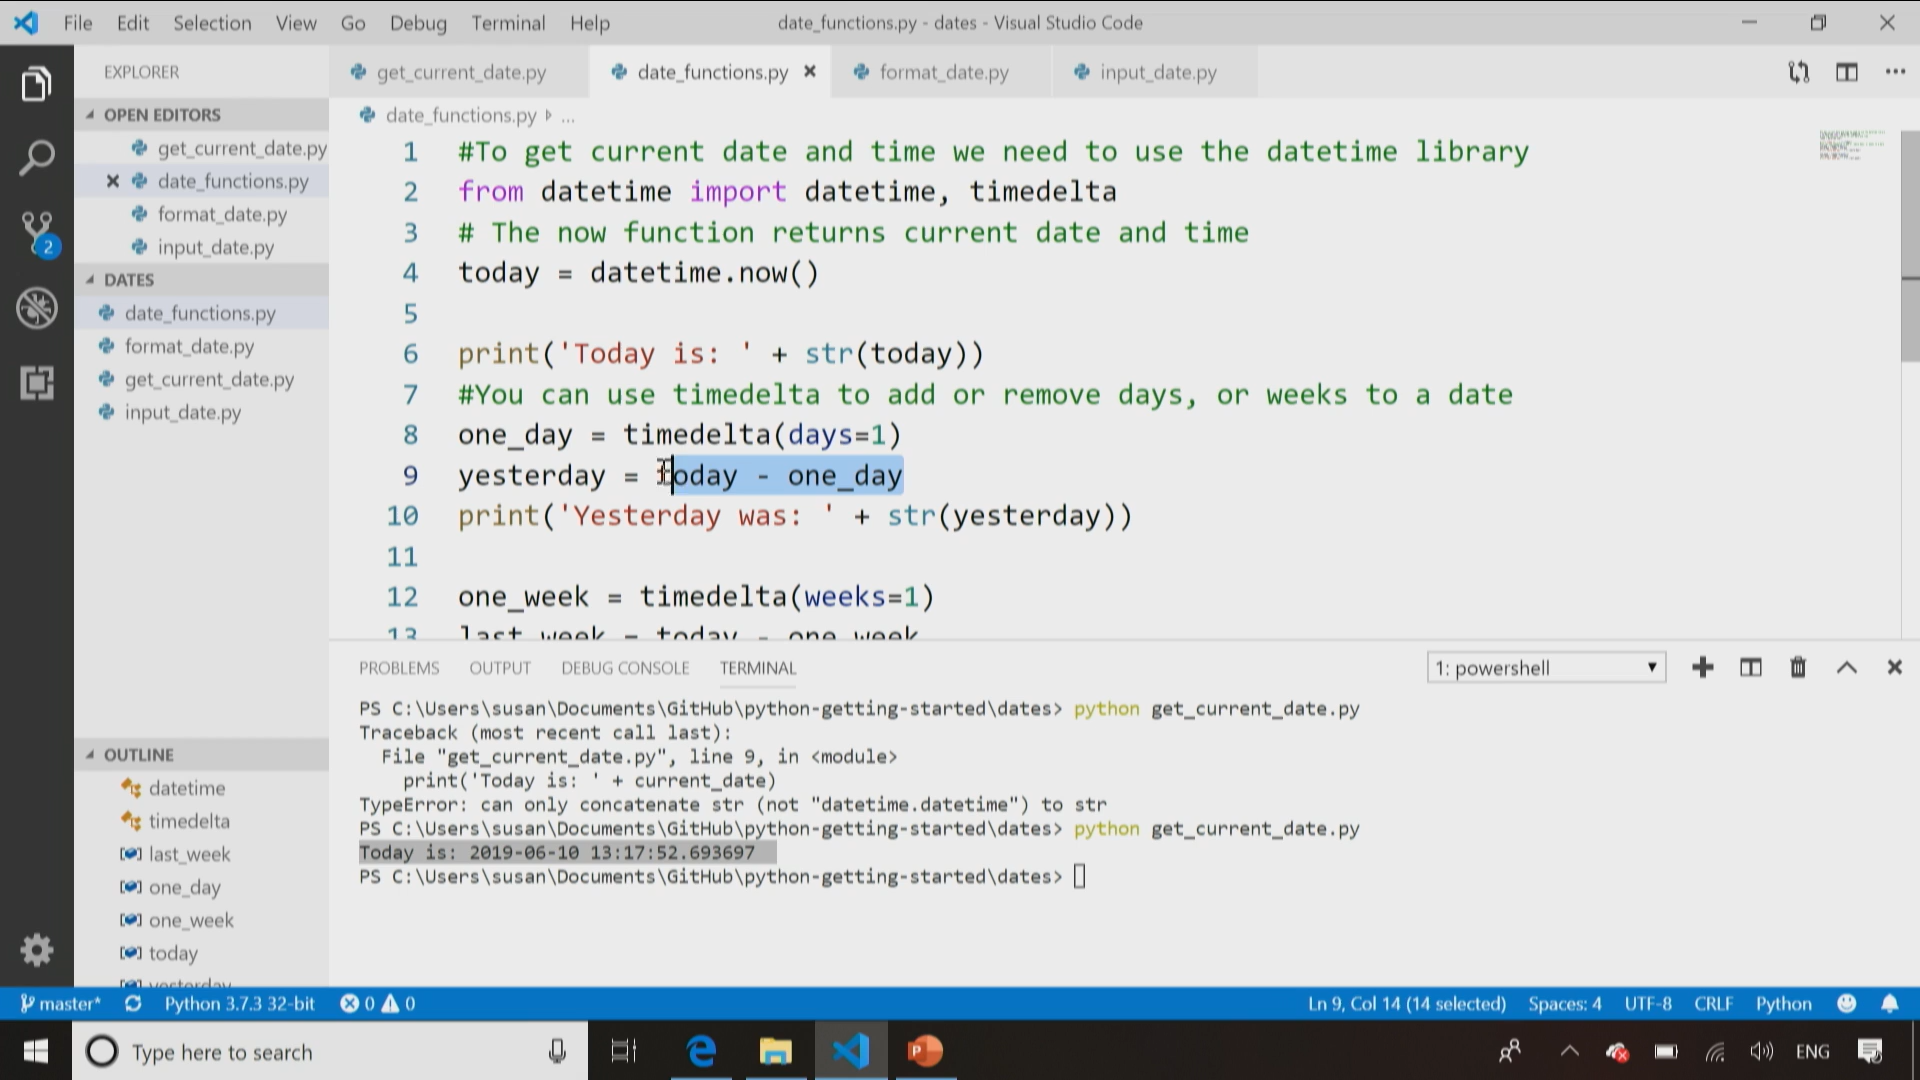 File Edit Selection View Go Debug Terminal Help
date_functions.py - dates - Visual Studio Code
EXPLORER
OPEN EDITORS
get_current_date.py
date_functions.py
format_date.py
input_date.py
2
DATES
date_functions.py
format_date.py
get_current_date.py
input_date.py
OUTLINE
datetime
timedelta
last_week
one_day
one_week
today
yesterday
get_current_date.py date_functions.py format_date.py input_date.py
date_functions.py ...
1 #To get current date and time we need to use the datetime library
2 from datetime import datetime, timedelta
3 # The now function returns current date and time
4 today = datetime.now()
5
6 print('Today is: ' + str(today))
7 #You can use timedelta to add or remove days, or weeks to a date
8 one_day = timedelta(days=1)
9 yesterday = today - one_day
10 print('Yesterday was: ' + str(yesterday))
11
12 one_week = timedelta(weeks=1)
13 last_week = today - one_week
PROBLEMS OUTPUT DEBUG CONSOLE TERMINAL 1: powershell
PS C:\Users\susan\Documents\GitHub\python-getting-started\dates> python get_current_date.py
Traceback (most recent call last):
File "get_current_date.py", line 9, in <module>
print('Today is: ' + current_date)
TypeError: can only concatenate str (not "datetime.datetime") to str
PS C:\Users\susan\Documents\GitHub\python-getting-started\dates> python get_current_date.py
Today is: 2019-06-10 13:17:52.693697
PS C:\Users\susan\Documents\GitHub\python-getting-started\dates>
master* Python 3.7.3 32-bit 0 0 Ln 9, Col 14 (14 selected) Spaces: 4 UTF-8 CRLF Python
Type here to search P ENG